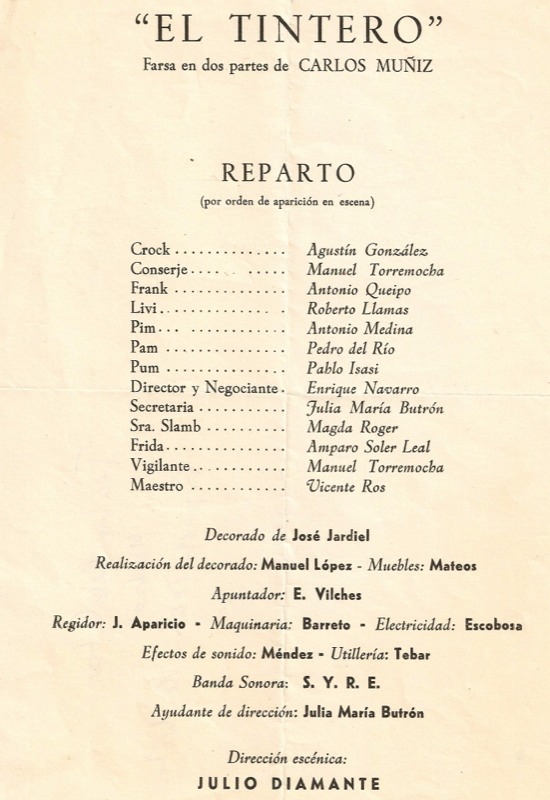 "EL TINTERO"
Farsa en dos partes de CARLOS MUÑIZ
REPARTO
(por orden de aparición en escena)
Crock .............. Agustín González
Conserje.... .. ..... Manuel Torremocha
Frank .............. Antonio Queipo
Livi................ Roberto Llamas
Pim... ............ Antonio Medina
Pam ............... Pedro del Río
Pum ............... Pablo Isasi
Director y Negociante. Enrique Navarro
Secretaria ........... Julia María Butrón
Sra. Slamb .......... Magda Roger
Frida............... Amparo Soler Leal
Vigilante............ Manuel Torremocha
Maestro ............ Vicente Ros
Decorado de José Jardiel
Realización del decorado: Manuel López - Muebles: Mateos
Apuntador: E. Vilches
Regidor: J. Aparicio - Maquinaria: Barreto - Electricidad: Escobosa
Efectos de sonido: Méndez - Utillería: Tebar
Banda Sonora: S. Y. R. E.
Ayudante de dirección: Julia María Butrón
Dirección escénica:
JULIO DIAMANTE